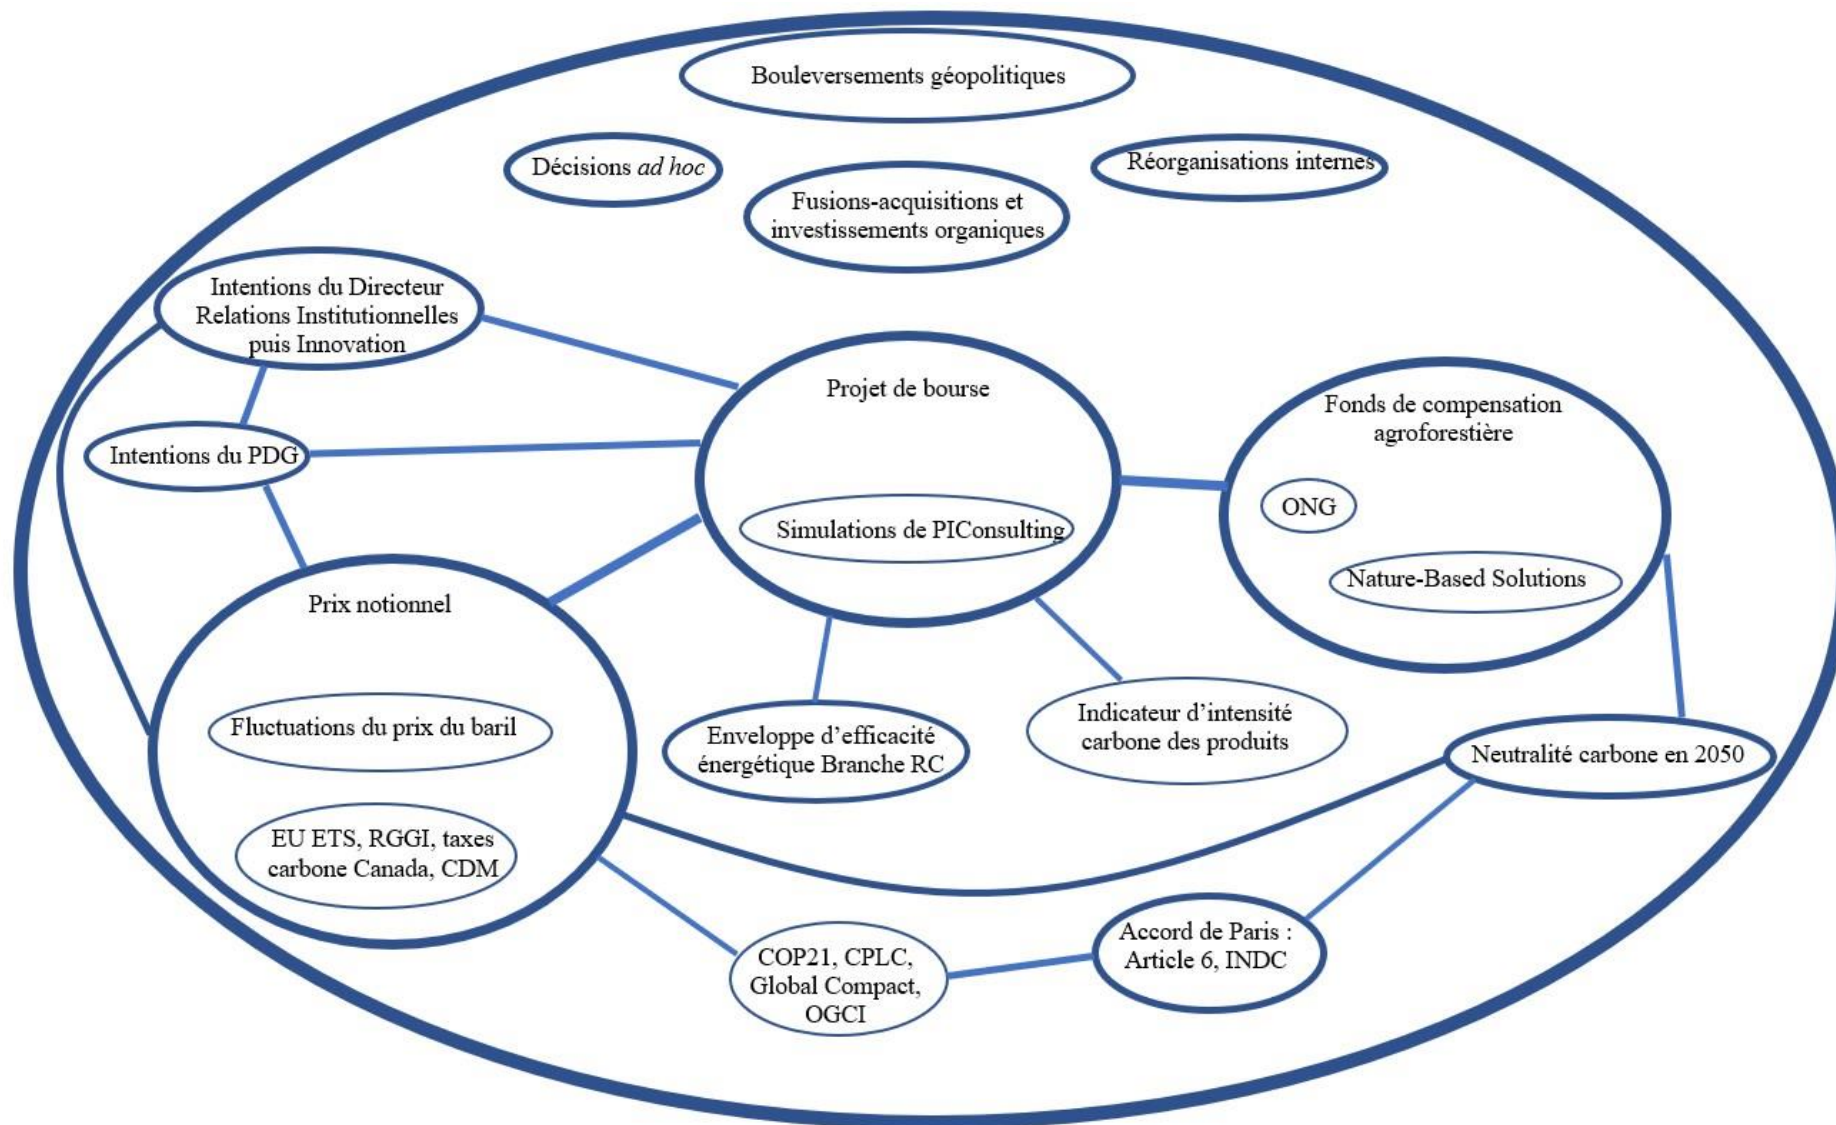 Bouleversements géopolitiques
Décisions ad hoc
Réorganisations internes
Fusions-acquisitions et
investissements organiques
Intentions du Directeur
Relations Institutionnelles
puis Innovation
Projet de bourse
Fonds de compensation
agroforestière
Intentions du PDG
ONG
Simulations de PIConsulting
Nature-Based Solutions
Prix notionnel
Fluctuations du prix du baril
Enveloppe d’efficacité
énergétique Branche RC
Indicateur d’intensité
carbone des produits
Neutralité carbone en 2050
EU ETS, RGGI, taxes
carbone Canada, CDM
COP21, CPLC,
Global Compact,
OGCI
Accord de Paris :
Article 6, INDC